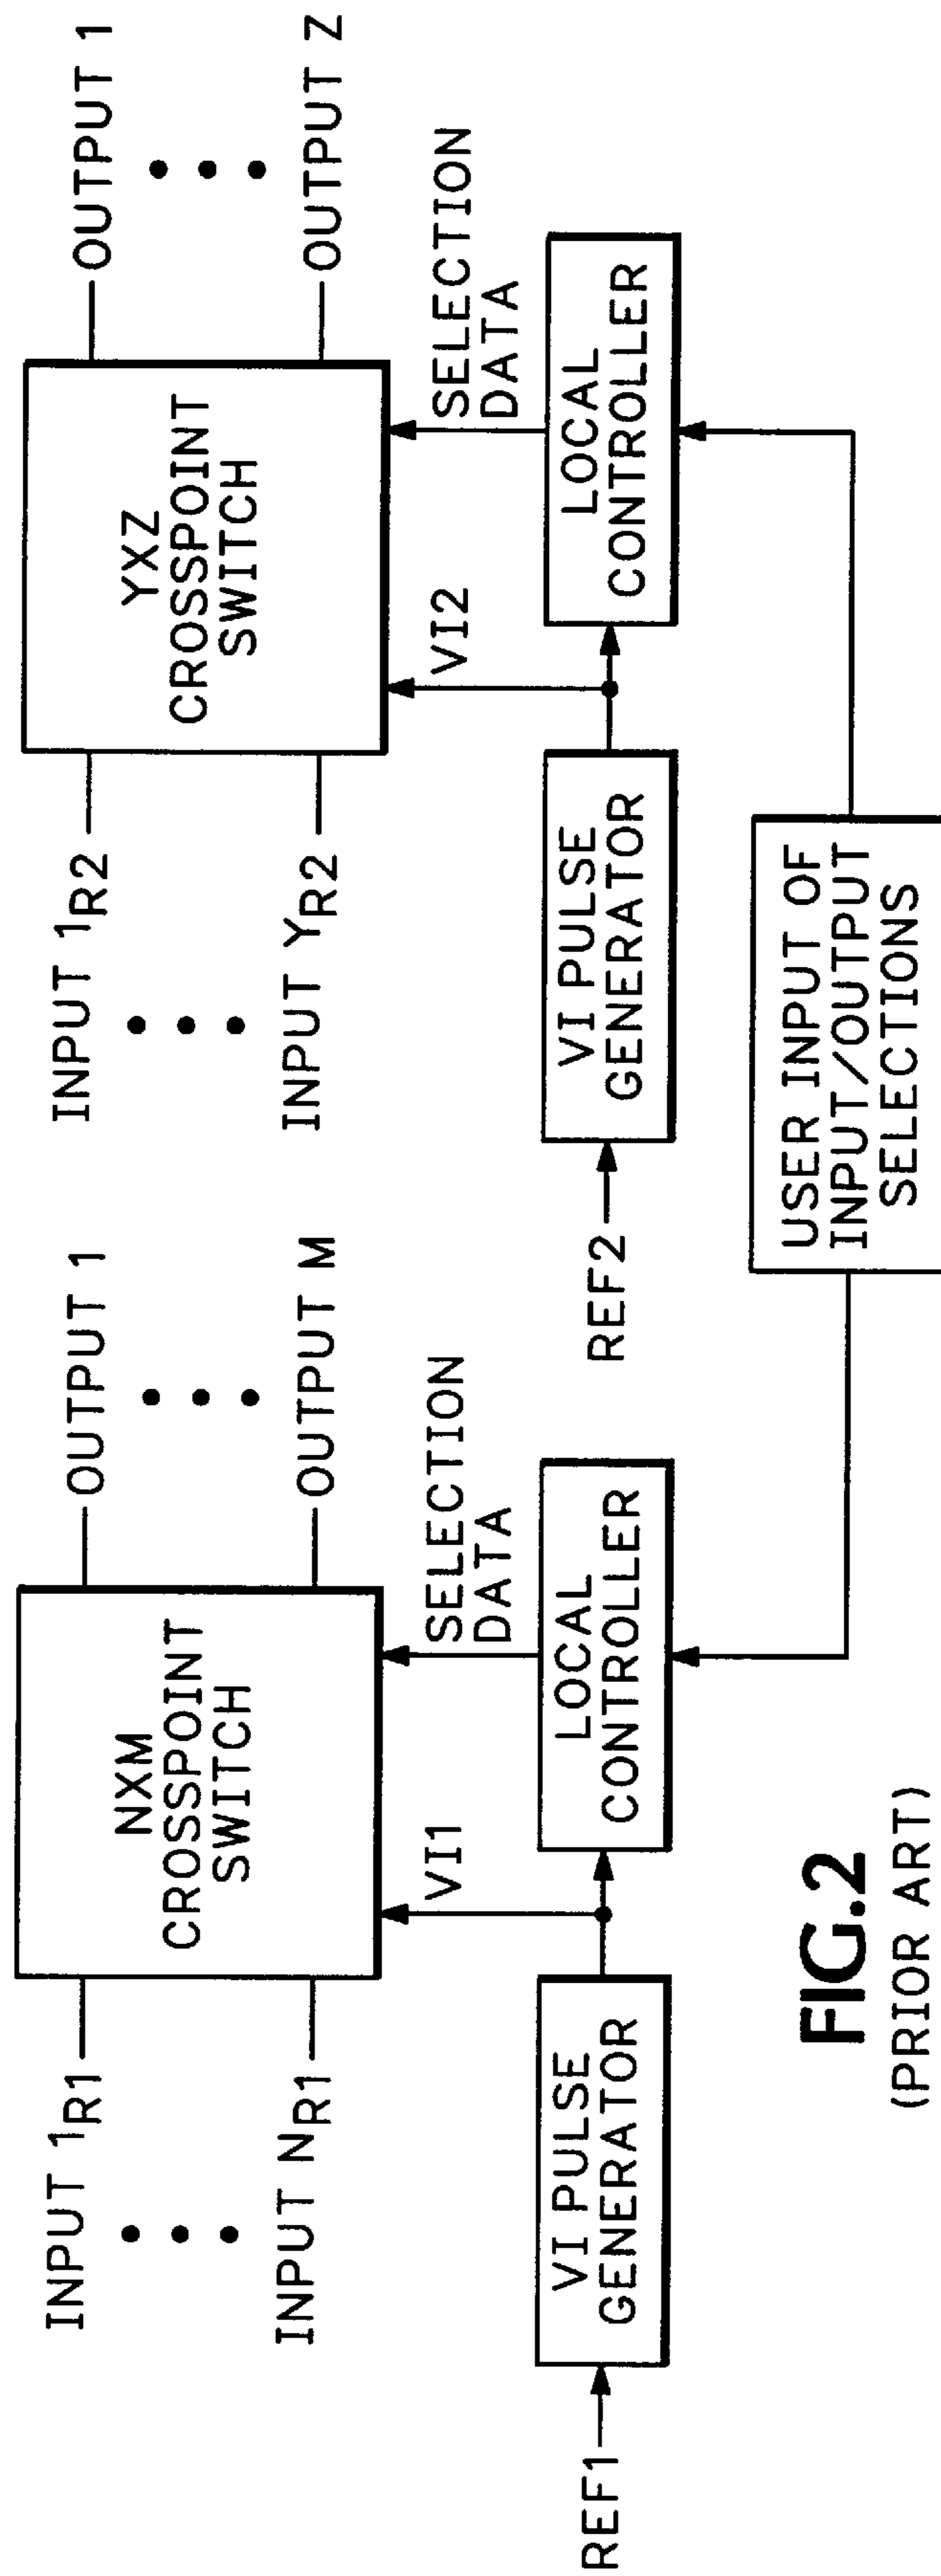 INPUT 1R1
INPUT NR1
NXM
CROSSPOINT
SWITCH
OUTPUT 1
OUTPUT M
VI1
SELECTION
DATA
REF1
VI PULSE
GENERATOR
LOCAL
CONTROLLER
INPUT 1R2
INPUT YR2
YXZ
CROSSPOINT
SWITCH
OUTPUT 1
OUTPUT Z
VI2
SELECTION
DATA
REF2
VI PULSE
GENERATOR
LOCAL
CONTROLLER
USER INPUT OF
INPUT/OUTPUT
SELECTIONS
FIG.2
(PRIOR ART)